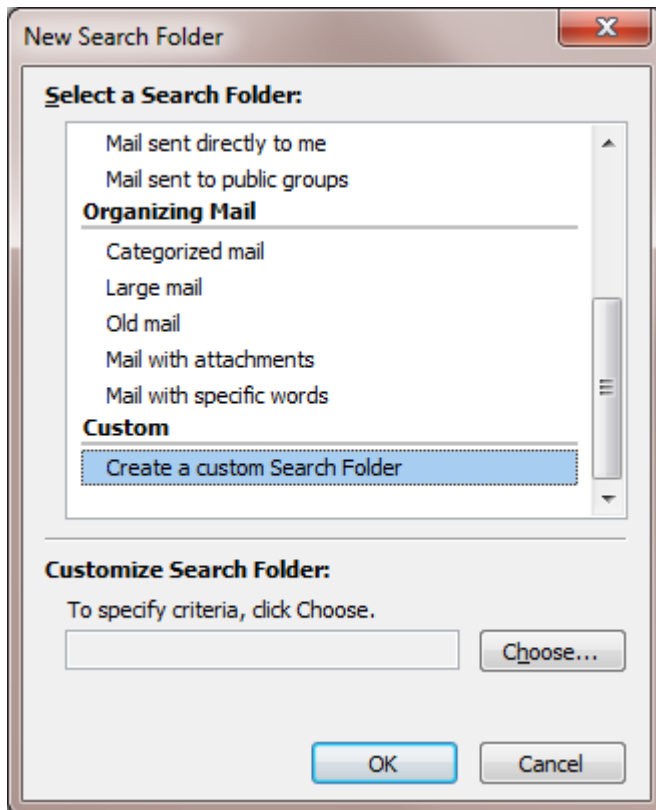 New Search Folder
Select a Search Folder:
Mail sent directly to me
Mail sent to public groups
Organizing Mail
Categorized mail
Large mail
Old mail
Mail with attachments
Mail with specific words
Custom
Create a custom Search Folder
Customize Search Folder:
To specify criteria, click Choose.
Choose...
OK
Cancel